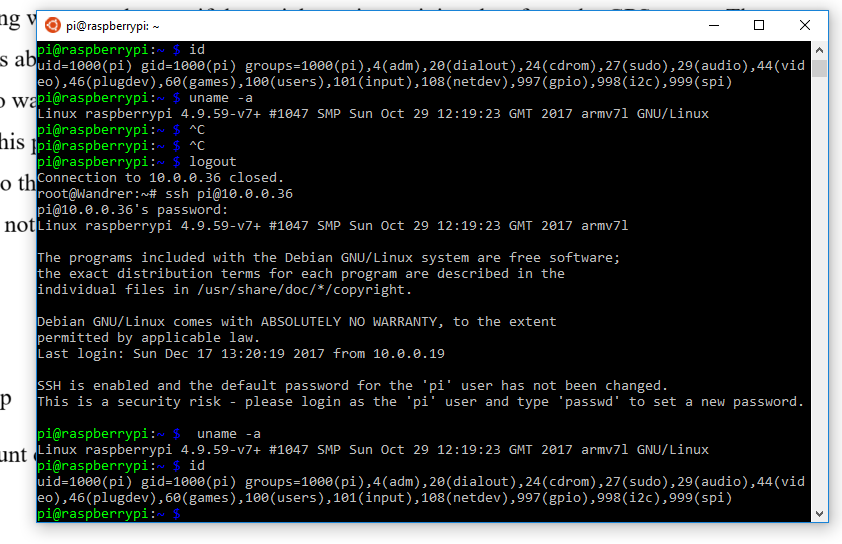 pi@raspberrypi: ~
pi@raspberrypi:~ $ id
uid=1000(pi) gid=1000(pi) groups=1000(pi),4(adm),20(dialout),24(cdrom),27(sudo),29(audio),44(vid
eo),46(plugdev),60(games),100(users),101(input),108(netdev),997(gpio),998(i2c),999(spi)
pi@raspberrypi:~ $ uname -a
Linux raspberrypi 4.9.59-v7+ #1047 SMP Sun Oct 29 12:19:23 GMT 2017 armv7l GNU/Linux
pi@raspberrypi:~ $ ^C
pi@raspberrypi:~ $ ^C
pi@raspberrypi:~ $ logout
Connection to 10.0.0.36 closed.
root@Wandrer:~# ssh pi@10.0.0.36
pi@10.0.0.36's password:
Linux raspberrypi 4.9.59-v7+ #1047 SMP Sun Oct 29 12:19:23 GMT 2017 armv7l

The programs included with the Debian GNU/Linux system are free software;
the exact distribution terms for each program are described in the
individual files in /usr/share/doc/*/copyright.

Debian GNU/Linux comes with ABSOLUTELY NO WARRANTY, to the extent
permitted by applicable law.
Last login: Sun Dec 17 13:20:19 2017 from 10.0.0.19

SSH is enabled and the default password for the 'pi' user has not been changed.
This is a security risk - please login as the 'pi' user and type 'passwd' to set a new password.

pi@raspberrypi:~ $  uname -a
Linux raspberrypi 4.9.59-v7+ #1047 SMP Sun Oct 29 12:19:23 GMT 2017 armv7l GNU/Linux
pi@raspberrypi:~ $ id
uid=1000(pi) gid=1000(pi) groups=1000(pi),4(adm),20(dialout),24(cdrom),27(sudo),29(audio),44(vid
eo),46(plugdev),60(games),100(users),101(input),108(netdev),997(gpio),998(i2c),999(spi)
pi@raspberrypi:~ $